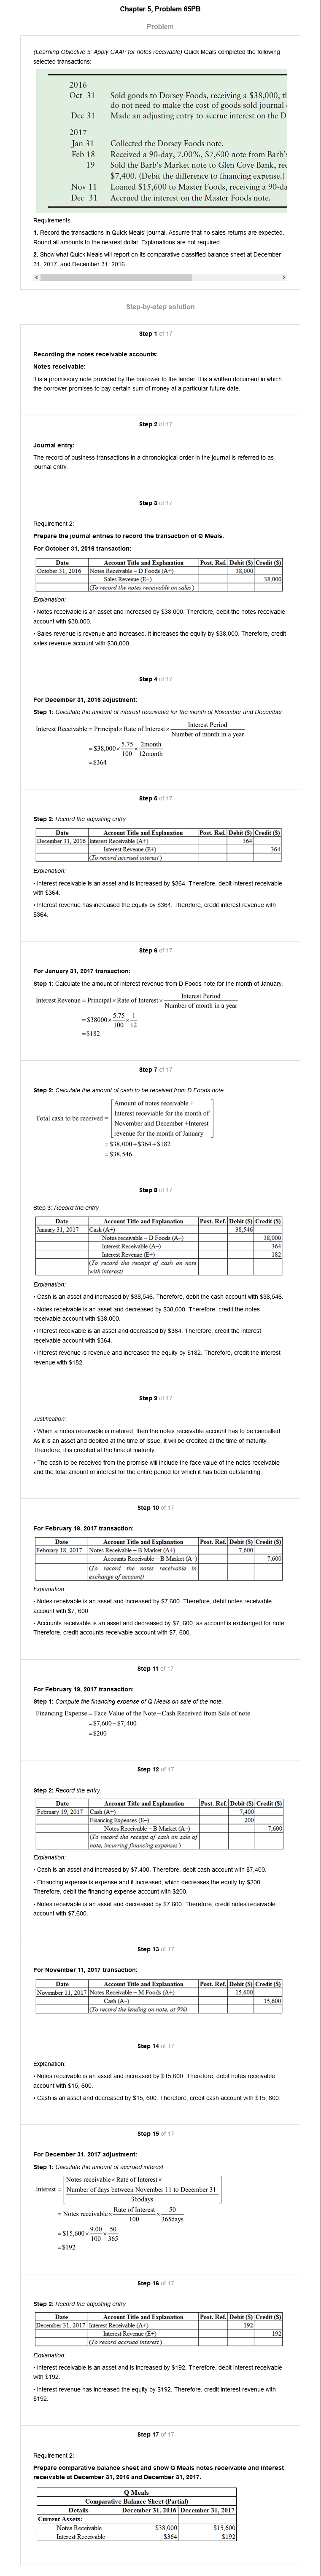 Chapter 5, Problem 65PB
Problem
(Learning Objective 5: Apply GAAP for notes receivable) Quick Meals completed the following
selected transactions:
2016
Oct 31 Sold goods to Dorsey Foods, receiving a $38,000, th
do not need to make the cost of goods sold journal
Dec 31 Made an adjusting entry to accrue interest on the D
2017
Jan 31 Collected the Dorsey Foods note.
Feb 18 Received a 90-day, 7.00%, $7,600 note from Barb's
19 Sold the Barb's Market note to Glen Cove Bank, rec
$7,400. (Debit the difference to financing expense.)
Nov 11 Loaned $15,600 to Master Foods, receiving a 90-da
Dec 31 Accrued the interest on the Master Foods note.
Requirements
1. Record the transactions in Quick Meals' journal. Assume that no sales returns are expected.
Round all amounts to the nearest dollar. Explanations are not required.
2. Show what Quick Meals will report on its comparative classified balance sheet at December
31, 2017, and December 31, 2016.
Step-by-step solution
Step 1 of 17
Recording the notes receivable accounts:
Notes receivable:
It is a promissory note provided by the borrower to the lender. It is a written document in which
the borrower promises to pay certain sum of money at a particular future date.
Step 2 of 17
Journal entry:
The record of business transactions in a chronological order in the journal is referred to as
journal entry.
Step 3 of 17
Requirement 2:
Prepare the journal entries to record the transaction of Q Meals.
For October 31, 2016 transaction:
Date Account Title and Explanation Post. Ref. Debit ($) Credit ($)
October 31, 2016 Notes Receivable – D Foods (A+) 38,000
Sales Revenue (E+) 38,000
(To record the notes receivable on sales)
Explanation:
• Notes receivable is an asset and increased by $38,000. Therefore, debit the notes receivable
account with $38,000.
• Sales revenue is revenue and increased. It increases the equity by $38,000. Therefore, credit
sales revenue account with $38,000.
Step 4 of 17
For December 31, 2016 adjustment:
Step 1: Calculate the amount of interest receivable for the month of November and December.
Interest Receivable = Principal × Rate of Interest × Interest Period / Number of month in a year
= $38,000 × 5.75/100 × 2month/12month
= $364
Step 5 of 17
Step 2: Record the adjusting entry.
Date Account Title and Explanation Post. Ref. Debit ($) Credit ($)
December 31, 2016 Interest Receivable (A+) 364
Interest Revenue (E+) 364
(To record accrued interest)
Explanation:
• Interest receivable is an asset and is increased by $364. Therefore, debit interest receivable
with $364.
• Interest revenue has increased the equity by $364. Therefore, credit interest revenue with
$364.
Step 6 of 17
For January 31, 2017 transaction:
Step 1: Calculate the amount of interest revenue from D Foods note for the month of January.
Interest Revenue = Principal × Rate of Interest × Interest Period / Number of month in a year
= $38000 × 5.75/100 × 1/12
= $182
Step 7 of 17
Step 2: Calculate the amount of cash to be received from D Foods note.
Total cash to be received = [Amount of notes receivable +
Interest receivable for the month of
November and December +Interest
revenue for the month of January]
= $38,000 + $364 + $182
= $38,546
Step 8 of 17
Step 3: Record the entry.
Date Account Title and Explanation Post. Ref. Debit ($) Credit ($)
January 31, 2017 Cash (A+) 38,546
Notes receivable – D Foods (A–) 38,000
Interest Receivable (A–) 364
Interest Revenue (E+) 182
(To record the receipt of cash on note
with interest)
Explanation:
• Cash is an asset and increased by $38,546. Therefore, debit the cash account with $38,546.
• Notes receivable is an asset and decreased by $38,000. Therefore, credit the notes
receivable account with $38,000.
• Interest receivable is an asset and decreased by $364. Therefore, credit the interest
receivable account with $364.
• Interest revenue is revenue and increased the equity by $182. Therefore, credit the interest
revenue with $182.
Step 9 of 17
Justification:
• When a notes receivable is matured, then the notes receivable account has to be cancelled.
As it is an asset and debited at the time of issue, it will be credited at the time of maturity.
Therefore, it is credited at the time of maturity.
• The cash to be received from the promise will include the face value of the notes receivable
and the total amount of interest for the entire period for which it has been outstanding.
Step 10 of 17
For February 18, 2017 transaction:
Date Account Title and Explanation Post. Ref. Debit ($) Credit ($)
February 18, 2017 Notes Receivable – B Market (A+) 7,600
Accounts Receivable – B Market (A–) 7,600
(To record the notes receivable in
exchange of account)
Explanation:
• Notes receivable is an asset and increased by $7,600. Therefore, debit notes receivable
account with $7, 600.
• Accounts receivable is an asset and decreased by $7, 600, as account is exchanged for note.
Therefore, credit accounts receivable account with $7, 600.
Step 11 of 17
For February 19, 2017 transaction:
Step 1: Compute the financing expense of Q Meals on sale of the note.
Financing Expense = Face Value of the Note – Cash Received from Sale of note
= $7,600 – $7,400
= $200
Step 12 of 17
Step 2: Record the entry.
Date Account Title and Explanation Post. Ref. Debit ($) Credit ($)
February 19, 2017 Cash (A+) 7,400
Financing Expenses (E–) 200
Notes Receivable – B Market (A–) 7,600
(To record the receipt of cash on sale of
note, incurring financing expenses)
Explanation:
• Cash is an asset and increased by $7,400. Therefore, debit cash account with $7,400.
• Financing expense is expense and it increased, which decreases the equity by $200.
Therefore, debit the financing expense account with $200.
• Notes receivable is an asset and decreased by $7,600. Therefore, credit notes receivable
account with $7,600.
Step 13 of 17
For November 11, 2017 transaction:
Date Account Title and Explanation Post. Ref. Debit ($) Credit ($)
November 11, 2017 Notes Receivable – M Foods (A+) 15,600
Cash (A–) 15,600
(To record the lending on note, at 9%)
Step 14 of 17
Explanation:
• Notes receivable is an asset and increased by $15,600. Therefore, debit notes receivable
account with $15, 600.
• Cash is an asset and decreased by $15, 600. Therefore, credit cash account with $15, 600.
Step 15 of 17
For December 31, 2017 adjustment:
Step 1: Calculate the amount of accrued interest.
Interest = [Notes receivable × Rate of Interest ×
Number of days between November 11 to December 31 / 365days]
= Notes receivable × Rate of Interest/100 × 50/365days
= $15,600 × 9.00/100 × 50/365
= $192
Step 16 of 17
Step 2: Record the adjusting entry.
Date Account Title and Explanation Post. Ref. Debit ($) Credit ($)
December 31, 2017 Interest Receivable (A+) 192
Interest Revenue (E+) 192
(To record accrued interest)
Explanation:
• Interest receivable is an asset and is increased by $192. Therefore, debit interest receivable
with $192.
• Interest revenue has increased the equity by $192. Therefore, credit interest revenue with
$192.
Step 17 of 17
Requirement 2:
Prepare comparative balance sheet and show Q Meals notes receivable and interest
receivable at December 31, 2016 and December 31, 2017.
Q Meals
Comparative Balance Sheet (Partial)
Details December 31, 2016 December 31, 2017
Current Assets:
Notes Receivable $38,000 $15,600
Interest Receivable $364 $192